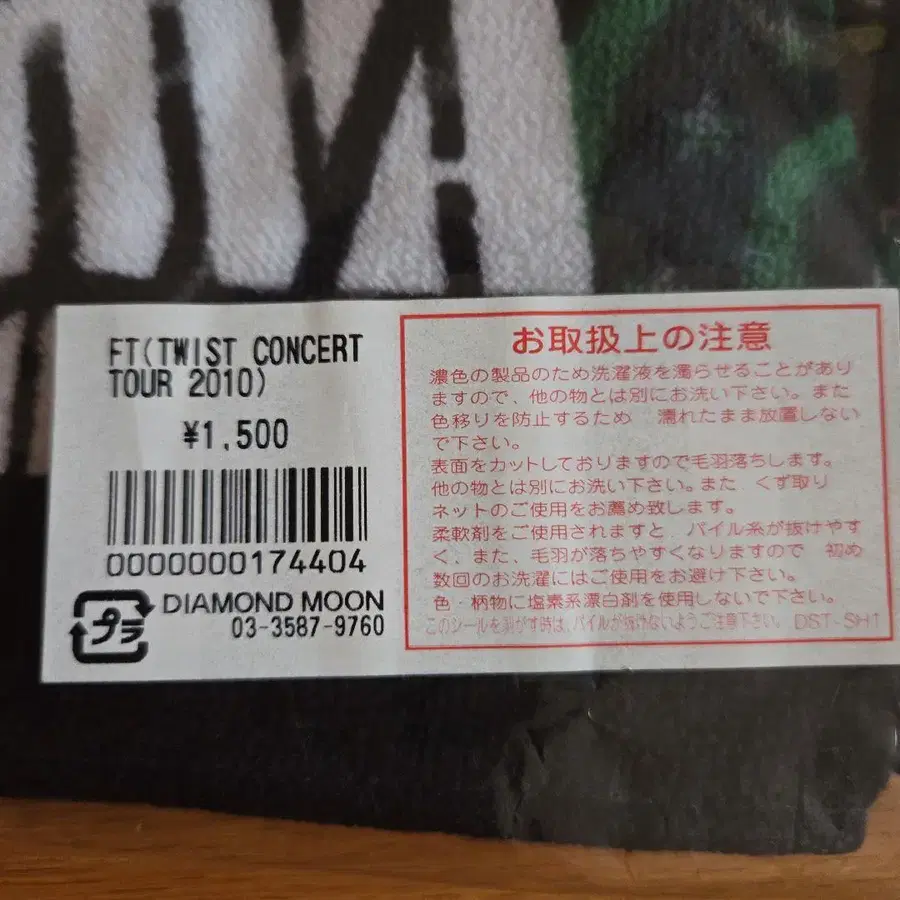 FT(TWIST CONCERT
TOUR 2010)
¥1,500
0000000174404
プラ
DIAMOND MOON
03-3587-9760
お取扱上の注意
濃色の製品のため洗濯液を濁らせることがあり
ますので、他の物とは別にお洗い下さい。また
色移りを防止するため 濡れたまま放置しない
で下さい。
表面をカットしておりますので毛羽落ちします。
他の物とは別にお洗い下さい。また くず取り
ネットのご使用をお薦め致します。
柔軟剤をご使用されますと パイル糸が抜けやす
く、また、毛羽が落ちやすくなりますので 初め
数回のお洗濯にはご使用をお避け下さい。
色・柄物に塩素系漂白剤を使用しないで下さい。
このシールを剥がす時は、パイルが抜けないようご注意下さい。 DST-SH1